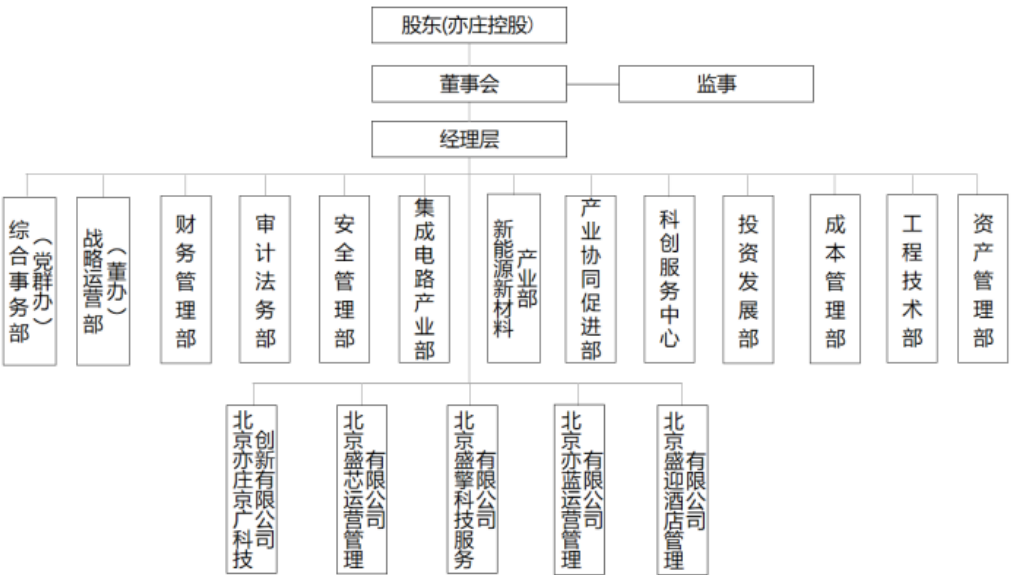 股东(亦庄控股)
董事会
监事
经理层
综合事务部
（党群办）
战略运营部
（董办）
财务管理部
审计法务部
安全管理部
集成电路产业部
新能源新材料
产业部
产业协同促进部
科创服务中心
投资发展部
成本管理部
工程技术部
资产管理部
北京亦庄京广科技
创新有限公司
北京盛芯运营管理
有限公司
北京盛擎科技服务
有限公司
北京亦蓝运营管理
有限公司
北京盛迎酒店管理
有限公司